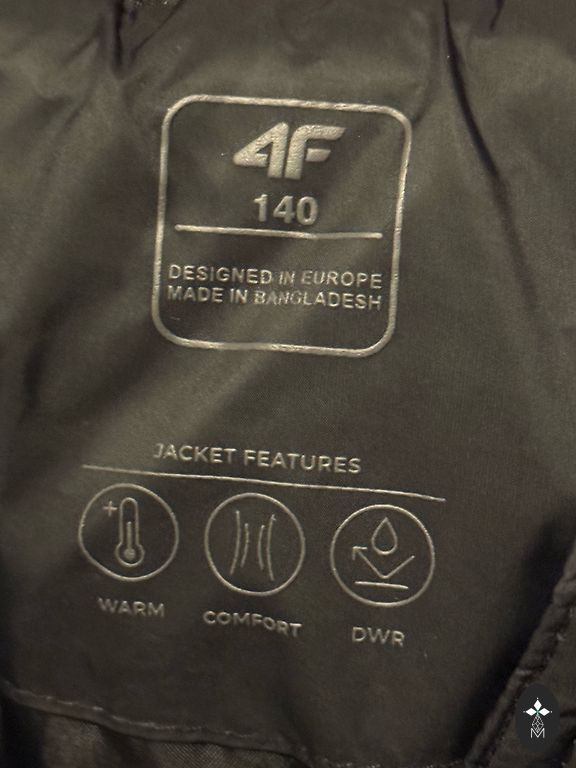 4F
140
DESIGNED IN EUROPE
MADE IN BANGLADESH
JACKET FEATURES
WARM
COMFORT
DWR
M